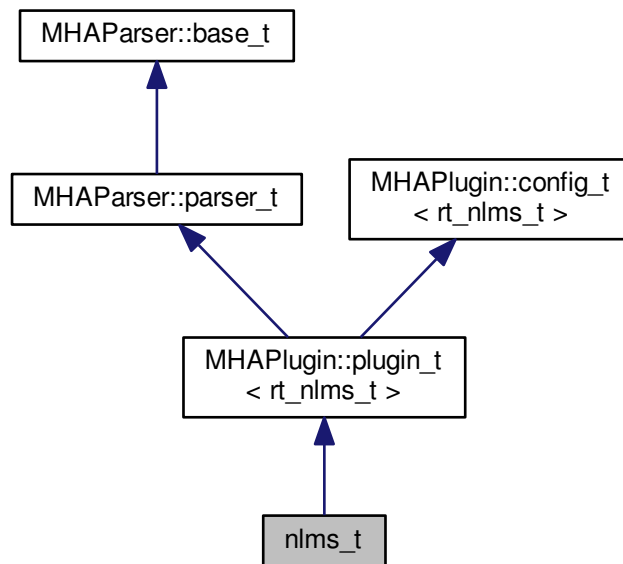 MHAParser::base_t
MHAParser::parser_t
MHAPlugin::config_t
< rt_nlms_t >
MHAPlugin::plugin_t
< rt_nlms_t >
nlms_t